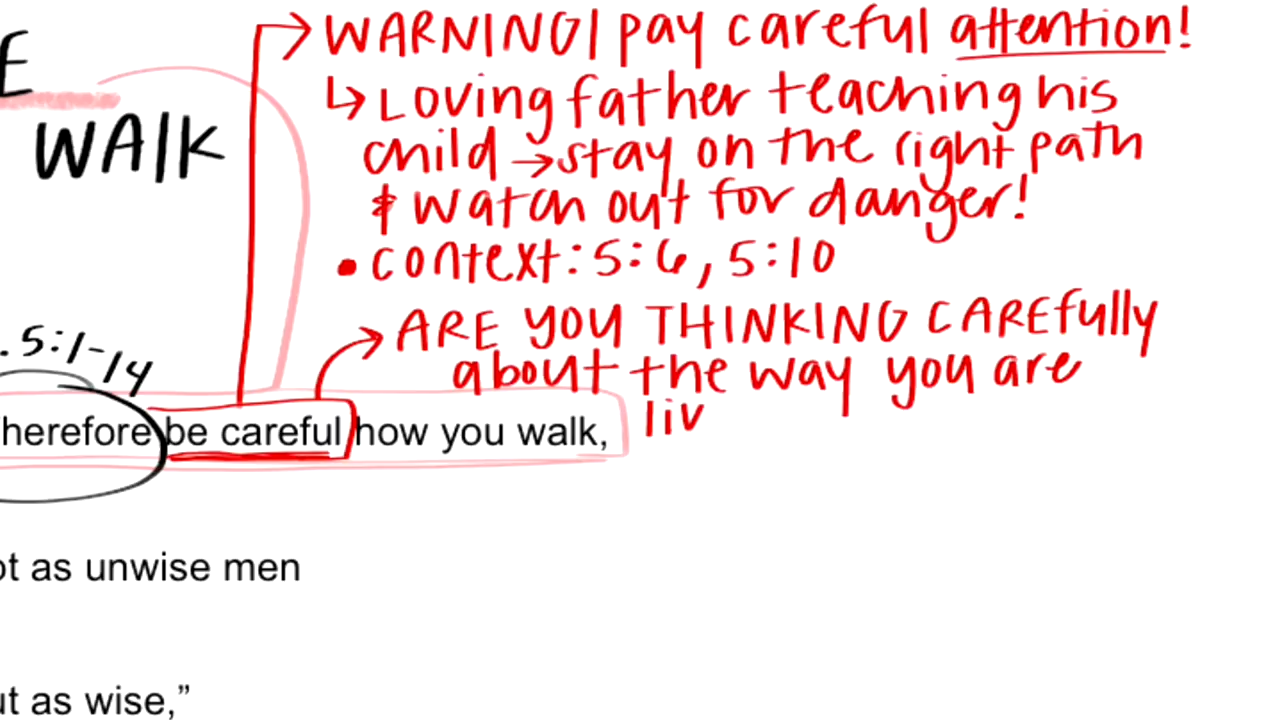 WARNING! pay careful attention!
E
↳ Loving father teaching his
WALK
child → stay on the right path
& watch out for danger!
• context: 5:6, 5:10
ARE YOU THINKING CAREfully
. 5:1-14
about the way you are
liv
herefore be careful how you walk,
ot as unwise men
ut as wise,”